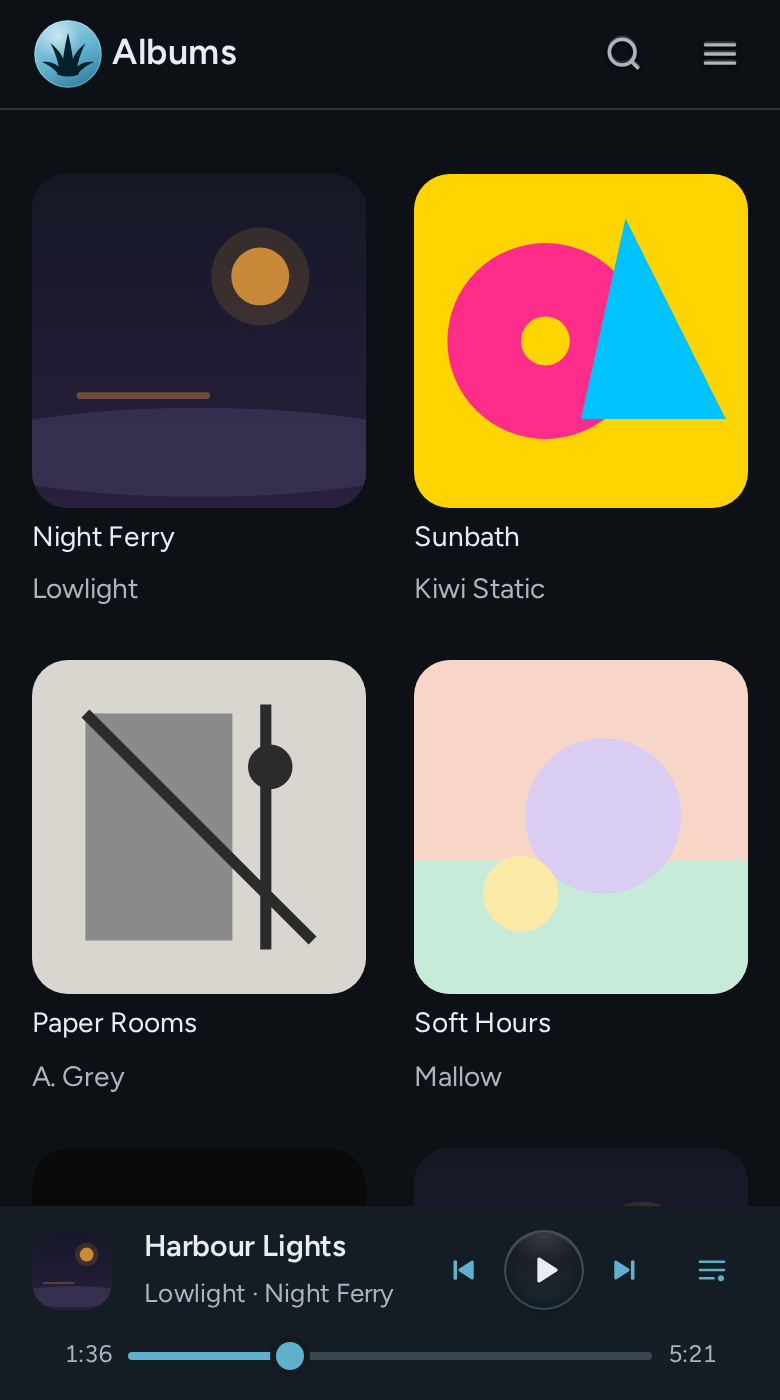 Albums
Night Ferry
Lowlight
Sunbath
Kiwi Static
Paper Rooms
A. Grey
Soft Hours
Mallow
Harbour Lights
Lowlight · Night Ferry
1:36
5:21